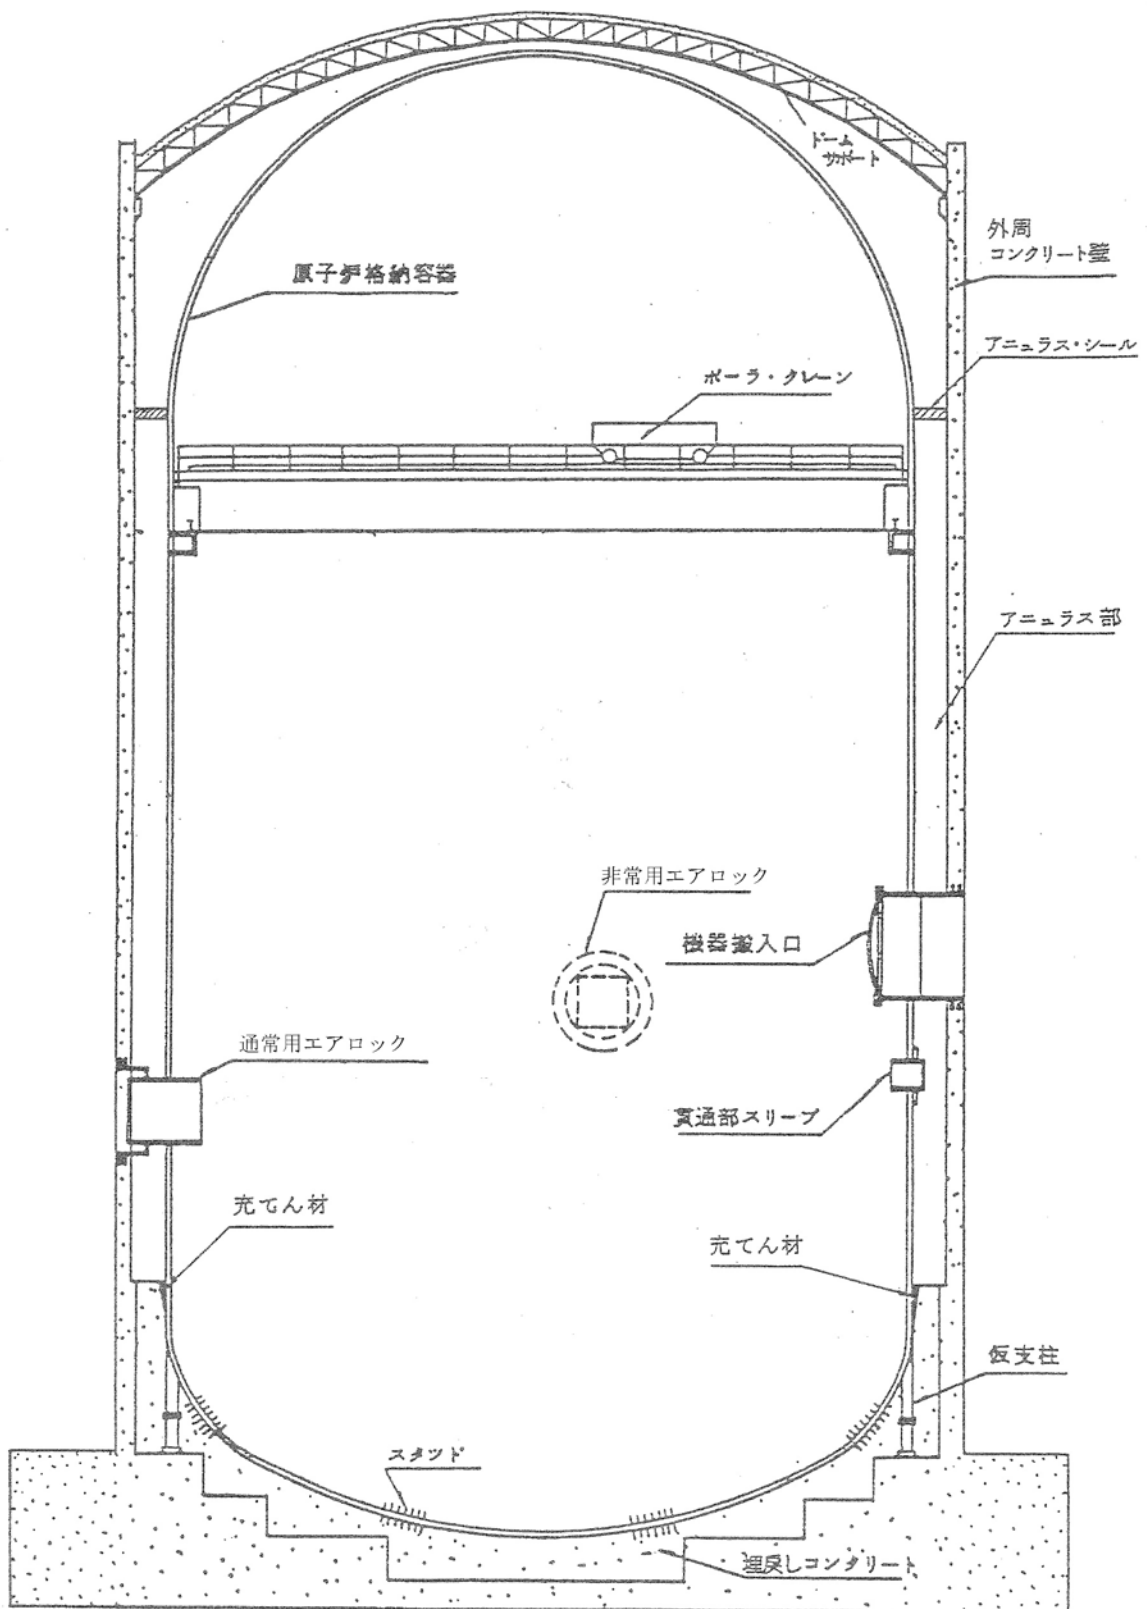 ドーム
サポート
外周
コンクリート壁
原子炉格納容器
アニュラス・シール
ポーラ・クレーン
アニュラス部
非常用エアロック
機器搬入口
通常用エアロック
貫通部スリーブ
充てん材
充てん材
仮支柱
スタッド
埋戻しコンクリート